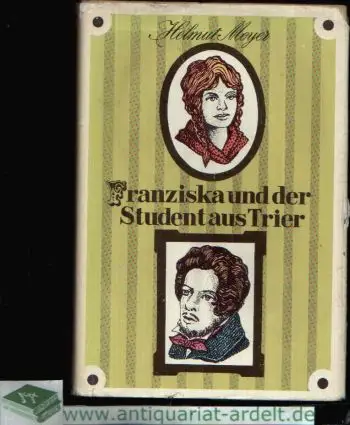 Helmut Meyer
Franziska und der
Student aus Trier
www.antiquariat-ardelt.de